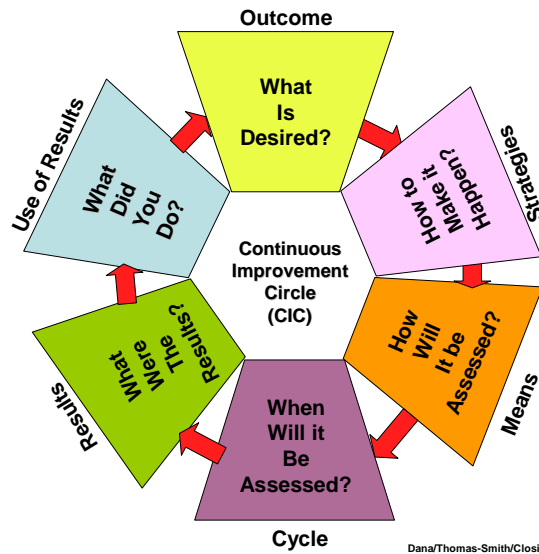 Outcome
What
Is
Desired?
Strategies
How to
Make it
Happen?
Means
How
Will
It be
Assessed?
Cycle
When
Will it
Be
Assessed?
Results
What
Were
The
Results?
Use of Results
What
Did
You
Do?
Continuous
Improvement
Circle
(CIC)
Dana/Thomas-Smith/Closi